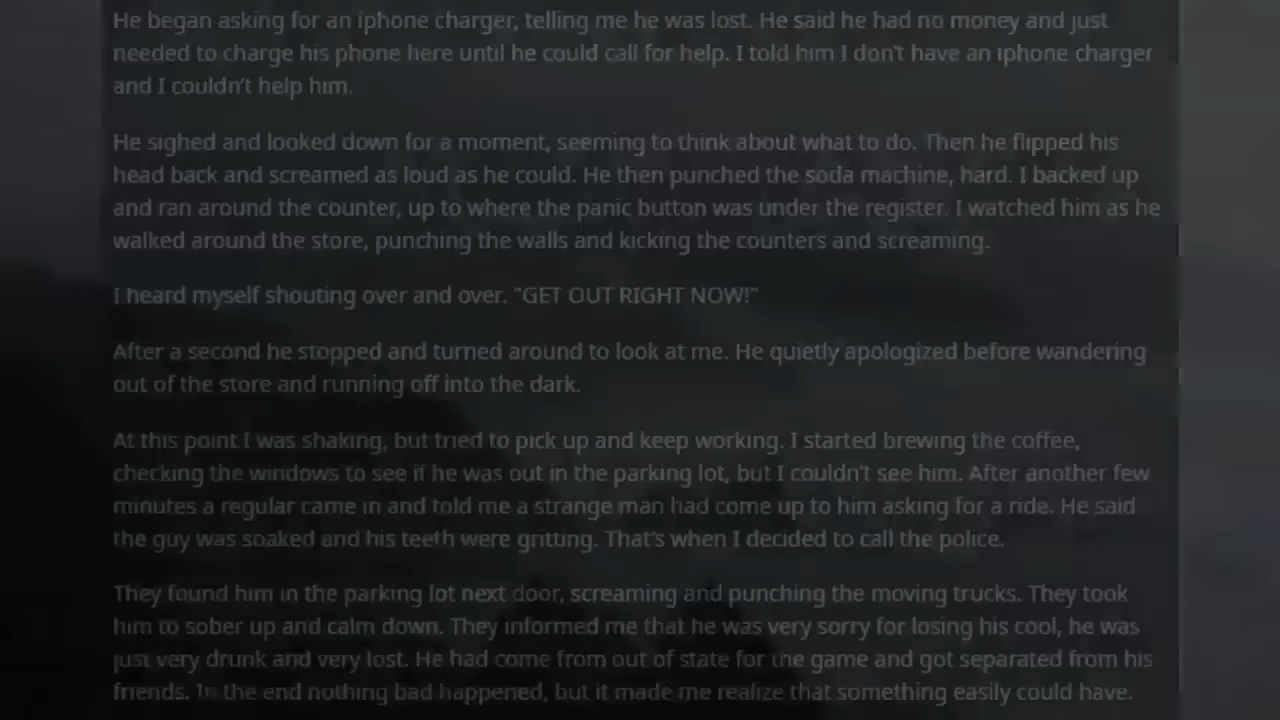 He began asking for an iphone charger, telling me he was lost. He said he had no money and just
needed to charge his phone here until he could call for help. I told him I don't have an iphone charger
and I couldn't help him.
He sighed and looked down for a moment, seeming to think about what to do. Then he flipped his
head back and screamed as loud as he could. He then punched the soda machine, hard. I backed up
and ran around the counter, up to where the panic button was under the register. I watched him as he
walked around the store, punching the walls and kicking the counters and screaming.
I heard myself shouting over and over. "GET OUT RIGHT NOW!"
After a second he stopped and turned around to look at me. He quietly apologized before wandering
out of the store and running off into the dark.
At this point I was shaking, but tried to pick up and keep working. I started brewing the coffee,
checking the windows to see if he was out in the parking lot, but I couldn't see him. After another few
minutes a regular came in and told me a strange man had come up to him asking for a ride. He said
the guy was soaked and his teeth were gritting. That's when I decided to call the police.
They found him in the parking lot next door, screaming and punching the moving trucks. They took
him to sober up and calm down. They informed me that he was very sorry for losing his cool, he was
just very drunk and very lost. He had come from out of state for the game and got separated from his
friends. In the end nothing bad happened, but it made me realize that something easily could have.